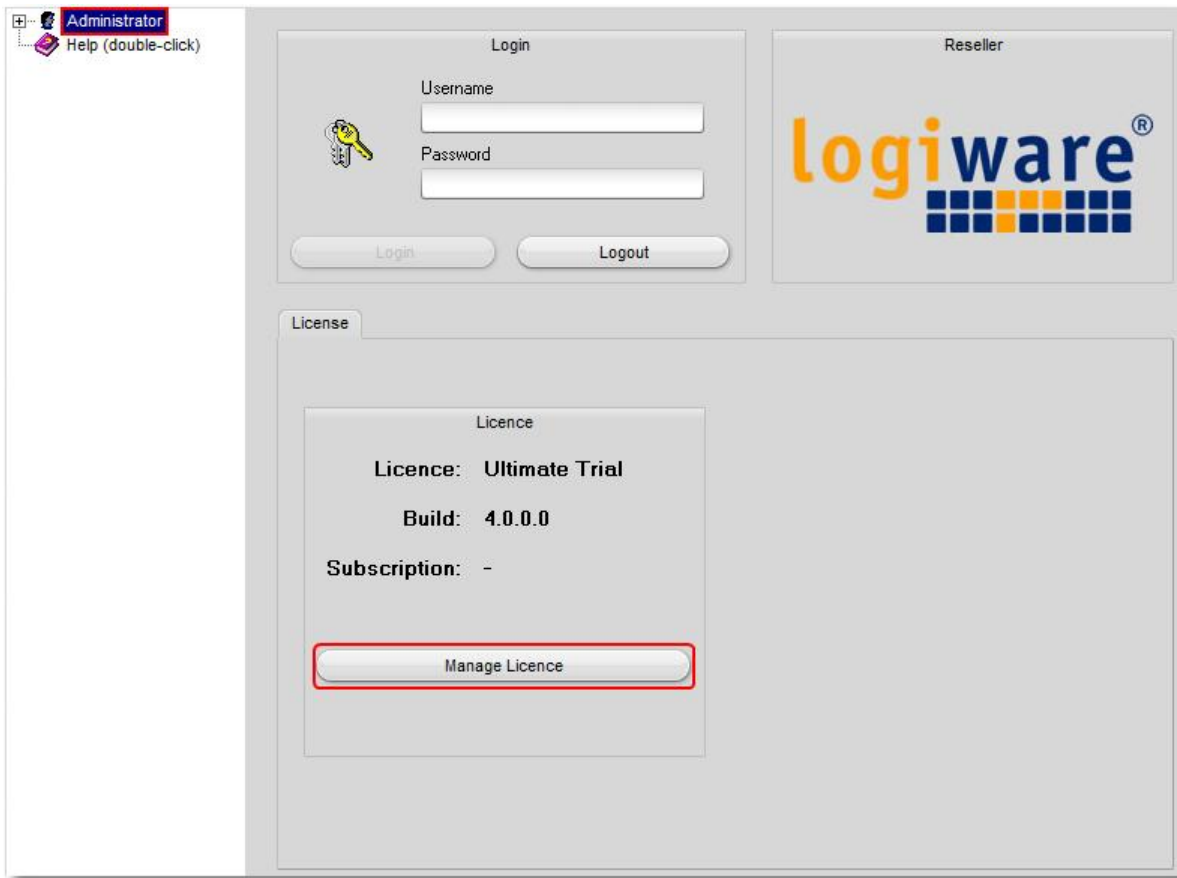 Administrator
Help (double-click)
Login
Username
Password
Login
Logout
Reseller
logiware®
License
Licence
Licence: Ultimate Trial
Build: 4.0.0.0
Subscription: -
Manage Licence